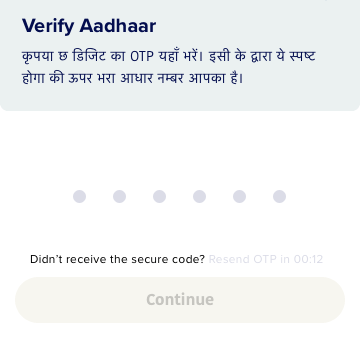 Verify Aadhaar
कृपया छ डिजिट का OTP यहाँ भरें। इसी के द्वारा ये स्पष्ट
होगा की ऊपर भरा आधार नम्बर आपका है।
Didn't receive the secure code? Resend OTP in 00:12
Continue